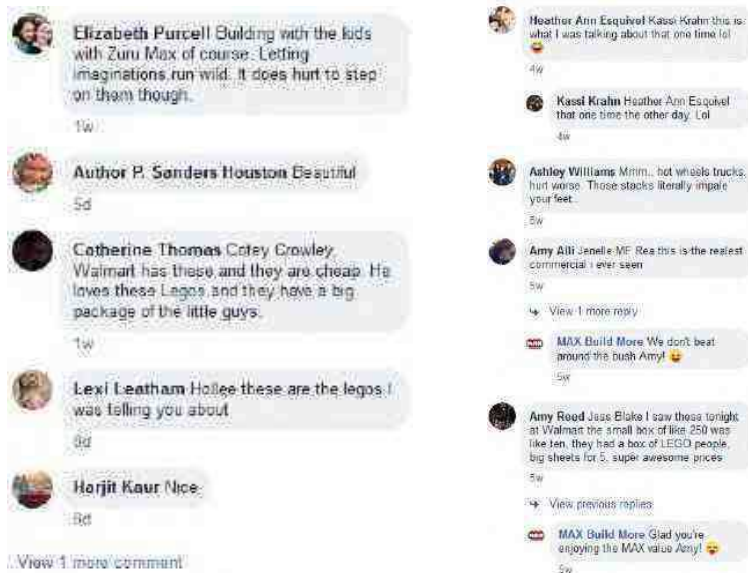 Elizabeth Purcell Building with the kids
with Zuru Max of course. Letting
imaginations run wild. It does hurt to step
on them though.
1w
Author P. Sanders Houston Beautiful
5d
Catherine Thomas Corey Crowley
Walmart has these and they are cheap. He
loves these Legos and they have a big
package of the little guys.
1w
Lexi Leatham Hollee these are the legos I
was telling you about
6d
Harjit Kaur Nice
6d
View 1 more comment
Heather Ann Esquivel Kassi Krahn this is
what I was talking about that one time lol
4w
Kassi Krahn Heather Ann Esquivel
that one time the other day. Lol
4w
Ashley Williams Mmm.. hot wheels trucks
hurt worse. Those stacks literally impale
your feet.
5w
Amy Alli Jenelle MF Rea this is the realest
commercial i ever seen
5w
View 1 more reply
MAX Build More We don't beat
around the bush Amy! 😝
5w
Amy Reed Jess Blake I saw these tonight
at Walmart the small box of like 250 was
like ten, they had a box of LEGO people,
big sheets for 5. super awesome prices
5w
View previous replies
MAX Build More Glad you're
enjoying the MAX value Amy! 😝
5w